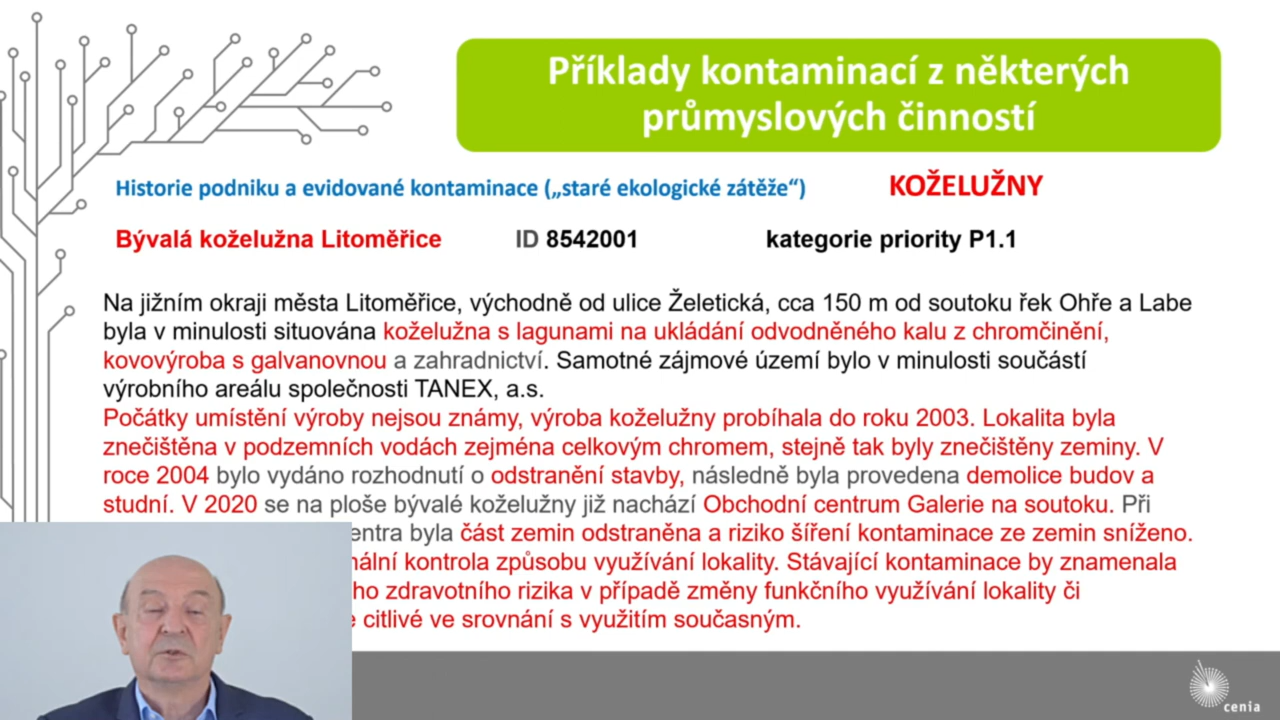 Příklady kontaminací z některých
průmyslových činností
Historie podniku a evidované kontaminace („staré ekologické zátěže“) KOŽELUŽNY
Bývalá koželužna Litoměřice ID 8542001 kategorie priority P1.1
Na jižním okraji města Litoměřice, východně od ulice Želetická, cca 150 m od soutoku řek Ohře a Labe
byla v minulosti situována koželužna s lagunami na ukládání odvodněného kalu z chromčinění,
kovovýroba s galvanovnou a zahradnictví. Samotné zájmové území bylo v minulosti součástí
výrobního areálu společnosti TANEX, a.s.
Počátky umístění výroby nejsou známy, výroba koželužny probíhala do roku 2003. Lokalita byla
znečištěna v podzemních vodách zejména celkovým chromem, stejně tak byly znečištěny zeminy. V
roce 2004 bylo vydáno rozhodnutí o odstranění stavby, následně byla provedena demolice budov a
studní. V 2020 se na ploše bývalé koželužny již nachází Obchodní centrum Galerie na soutoku. Při
entra byla část zemin odstraněna a riziko šíření kontaminace ze zemin sníženo.
nální kontrola způsobu využívání lokality. Stávající kontaminace by znamenala
ho zdravotního rizika v případě změny funkčního využívání lokality či
citlivé ve srovnání s využitím současným.
cenia